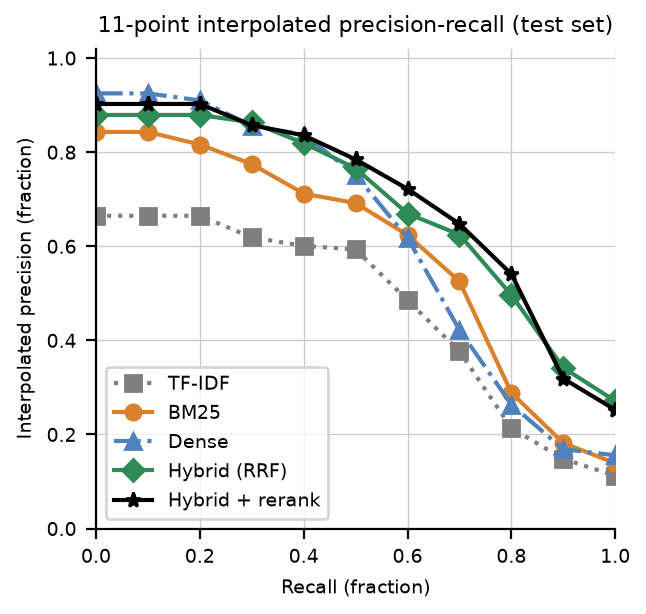 11-point interpolated precision-recall (test set)
Interpolated precision (fraction)
1.0
0.8
0.6
0.4
0.2
0.0
TF-IDF
BM25
Dense
Hybrid (RRF)
Hybrid + rerank
0.0 0.2 0.4 0.6 0.8 1.0
Recall (fraction)